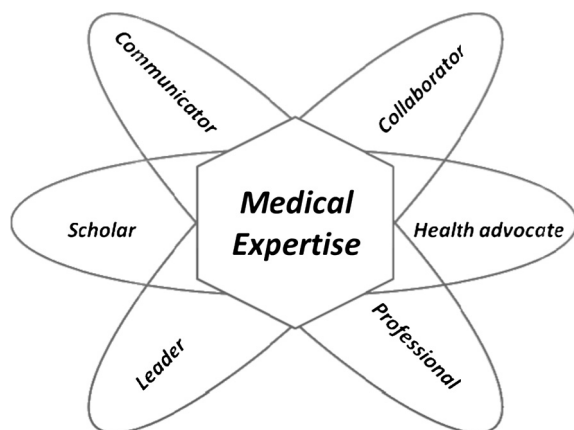 Communicator
Collaborator
Scholar
Medical
Expertise
Health advocate
Leader
Professional